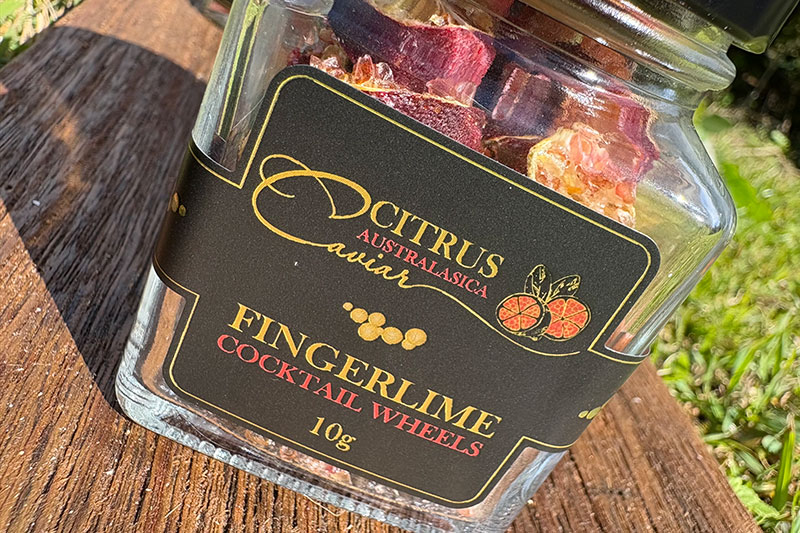 CITRUS
AUSTRALASICA
Caviar
FINGERLIME
COCKTAIL WHEELS
10g